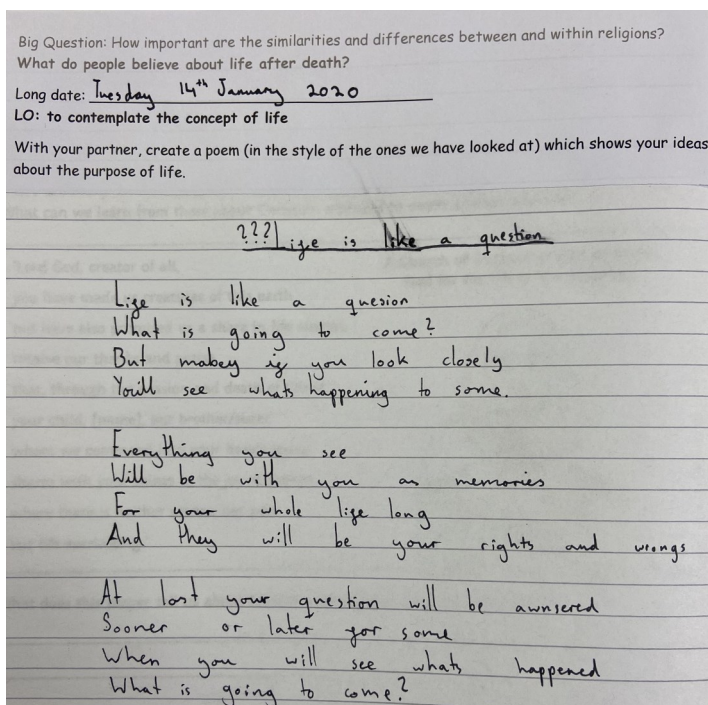 Big Question: How important are the similarities and differences between and within religions?
What do people believe about life after death?
Long date: Tuesday 14th January 2020
LO: to contemplate the concept of life
With your partner, create a poem (in the style of the ones we have looked at) which shows your ideas
about the purpose of life.
???Life is like a question
Life is like a quesion
What is going to come?
But mabey if you look closely
You'll see whats happening to some.
Everything you see
Will be with you as memories
For your whole life long
And they will be your rights and wrongs
At last your question will be awnsered
Sooner or later for some
When you will see whats happened
What is going to come?